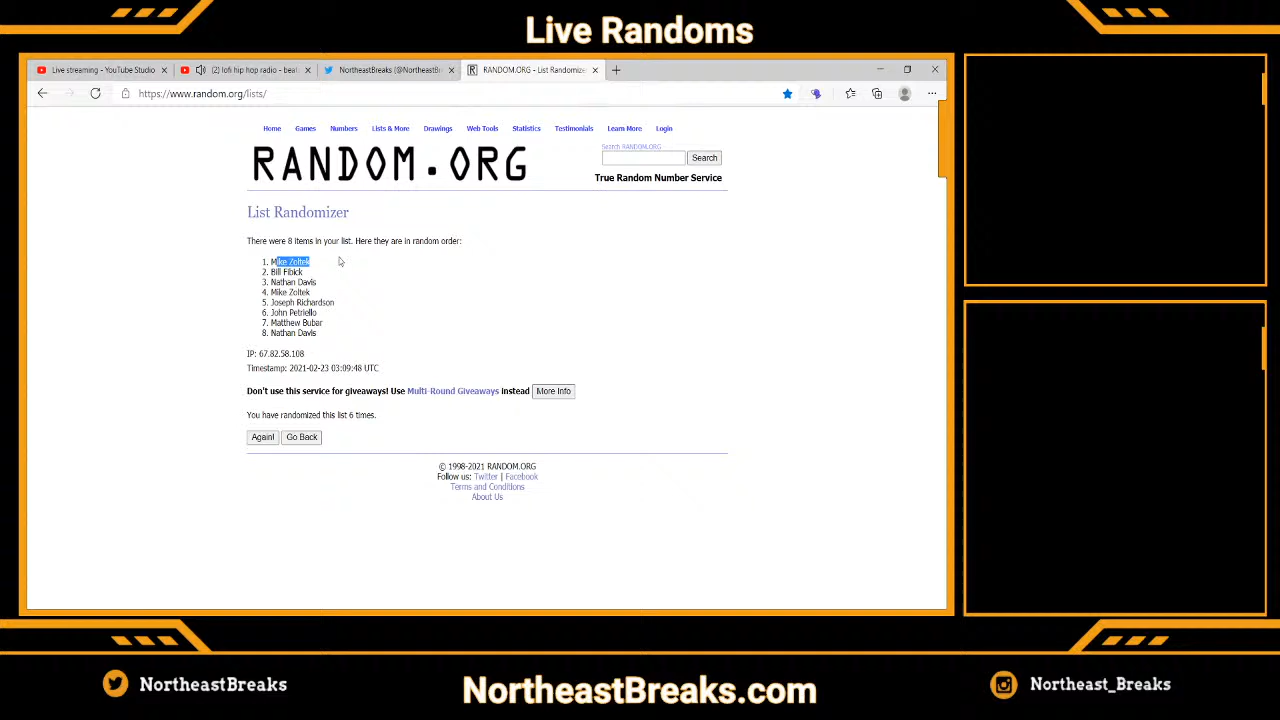 Live Randoms
Live streaming - YouTube Studio
(2) lofi hip hop radio - beat
NortheastBreaks (@NortheastBr
RANDOM.ORG - List Randomize
https://www.random.org/lists/
Home Games Numbers Lists & More Drawings Web Tools Statistics Testimonials Learn More Login
Search RANDOM.ORG
RANDOM.ORG
Search
True Random Number Service
List Randomizer
There were 8 items in your list. Here they are in random order:
1. Mike Zoltek
2. Bill Fibick
3. Nathan Davis
4. Mike Zoltek
5. Joseph Richardson
6. John Petriello
7. Matthew Bubar
8. Nathan Davis
IP: 67.82.58.108
Timestamp: 2021-02-23 03:09:48 UTC
Don't use this service for giveaways! Use Multi-Round Giveaways instead More Info
You have randomized this list 6 times.
Again! Go Back
© 1998-2021 RANDOM.ORG
Follow us: Twitter | Facebook
Terms and Conditions
About Us
NortheastBreaks
NortheastBreaks.com
Northeast_Breaks